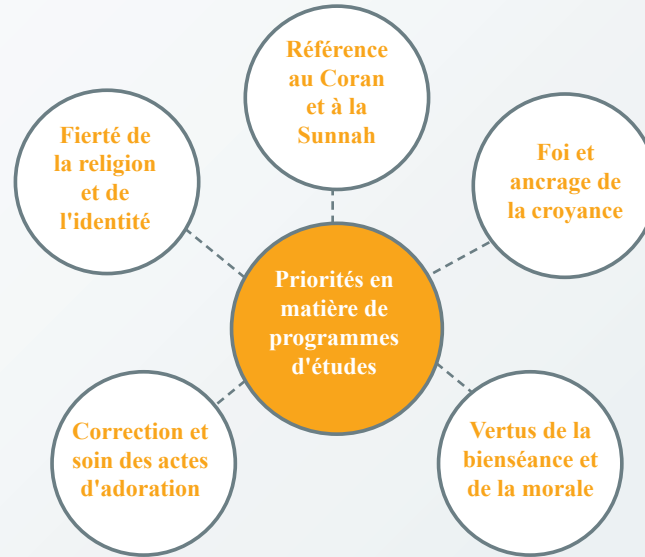 Référence
au Coran
et à la
Sunnah
Fierté de
la religion
et de
l'identité
Foi et
ancrage de
la croyance
Priorités en
matière de
programmes
d'études
Correction et
soin des actes
d'adoration
Vertus de la
bienséance et
de la morale